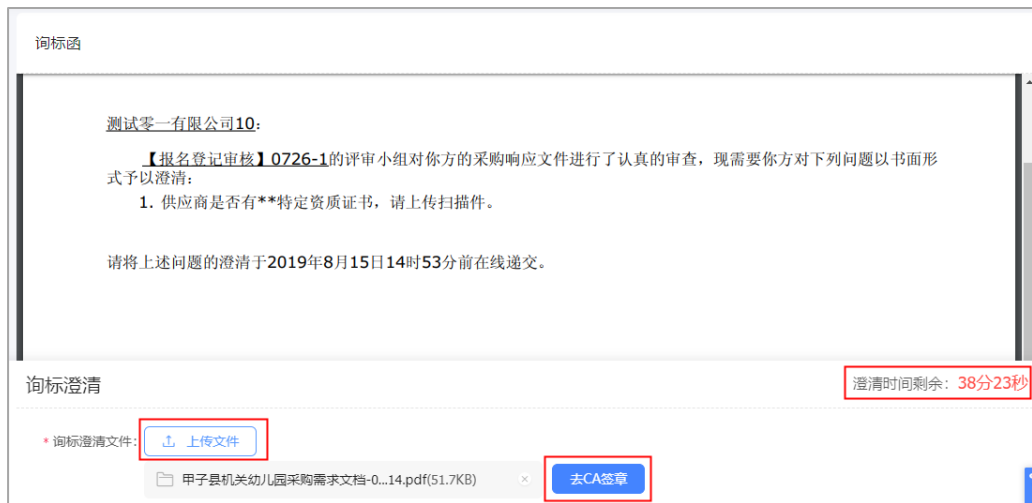 询标函
测试零一有限公司10:
【报名登记审核】0726-1的评审小组对你方的采购响应文件进行了认真的审查，现需要你方对下列问题以书面形
式予以澄清:
1. 供应商是否有**特定资质证书，请上传扫描件。
请将上述问题的澄清于2019年8月15日14时53分前在线递交。
询标澄清
澄清时间剩余: 38分23秒
* 询标澄清文件: 上传文件
甲子县机关幼儿园采购需求文档-0...14.pdf(51.7KB) × 去CA签章